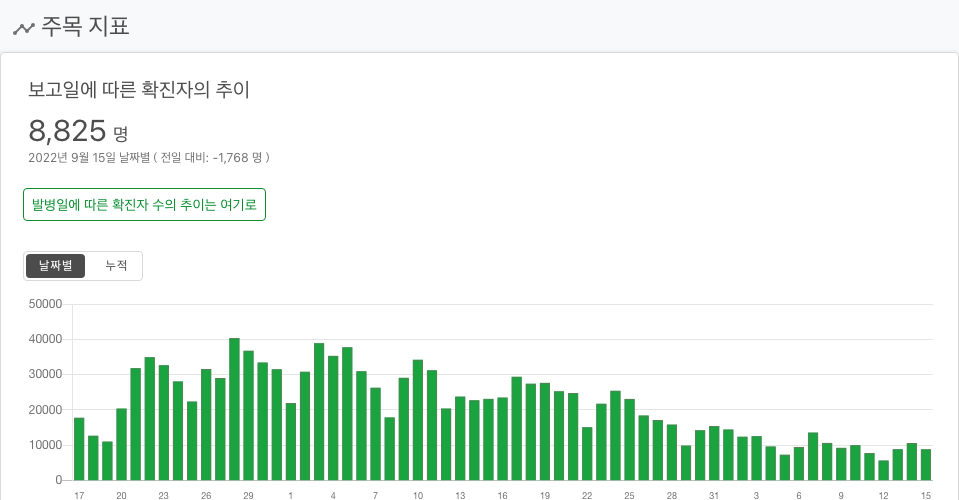 주목 지표
보고일에 따른 확진자의 추이
8,825 명
2022년 9월 15일 날짜별 ( 전일 대비: -1,768 명 )
발병일에 따른 확진자 수의 추이는 여기로
날짜별 누적
50000
40000
30000
20000
10000
0
17 20 23 26 29 1 4 7 10 13 16 19 22 25 28 31 3 6 9 12 15